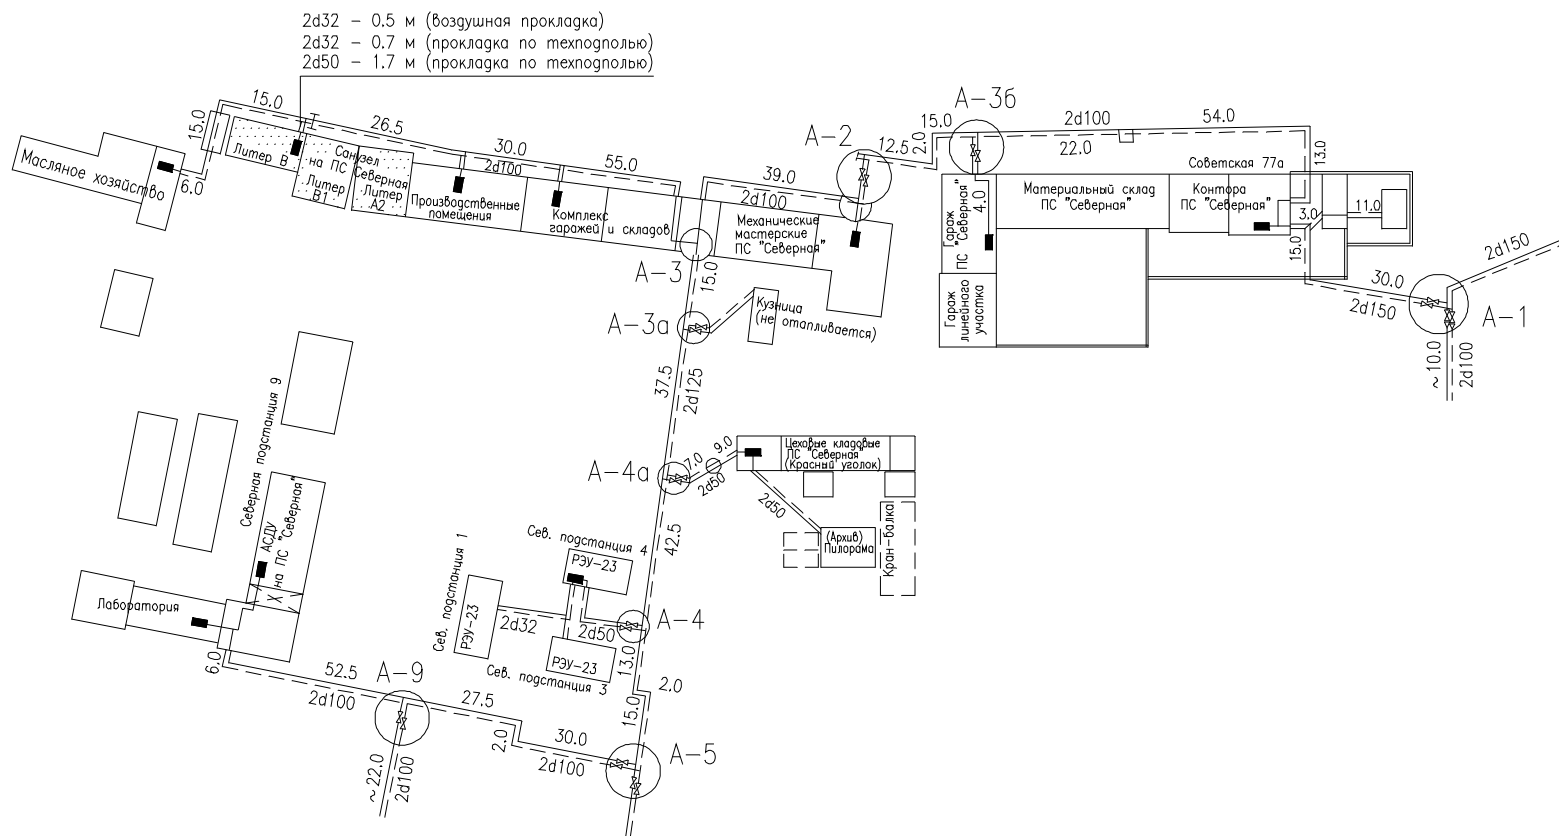 2d32 - 0.5 м (воздушная прокладка)
2d32 - 0.7 м (прокладка по техподполью)
2d50 - 1.7 м (прокладка по техподполью)
15.0
15.0
26.5
30.0
2d100
55.0
6.0
Масляное хозяйство
Литер В
Санузел
на ПС Северная
Литер
В1
Литер
А2
Производственные
помещения
Комплекс
гаражей и складов
39.0
2d100
Механические
мастерские
ПС "Северная"
А-2
12.5
2.0
15.0
А-3б
2d100
22.0
54.0
13.0
Советская 77а
Гараж
ПС "Северная"
4.0
Материальный склад
ПС "Северная"
Контора
ПС "Северная"
3.0
11.0
15.0
Гараж
линейного
участка
30.0
2d150
2d150
А-1
~ 10.0
2d100
А-3
15.0
А-3а
Кузница
(не отапливается)
37.5
2d125
А-4а
7.0
9.0
2d50
Цеховые кладовые
ПС "Северная"
(Красный уголок)
2d50
(Архив)
Пилорама
Кран-балка
42.5
Северная подстанция 9
АСДУ
на ПС "Северная"
Лаборатория
Сев. подстанция 1
РЭУ-23
2d32
Сев. подстанция 4
РЭУ-23
2d50
РЭУ-23
Сев. подстанция 3
А-4
13.0
2.0
15.0
6.0
52.5
2d100
А-9
27.5
2.0
30.0
2d100
А-5
~22.0
2d100